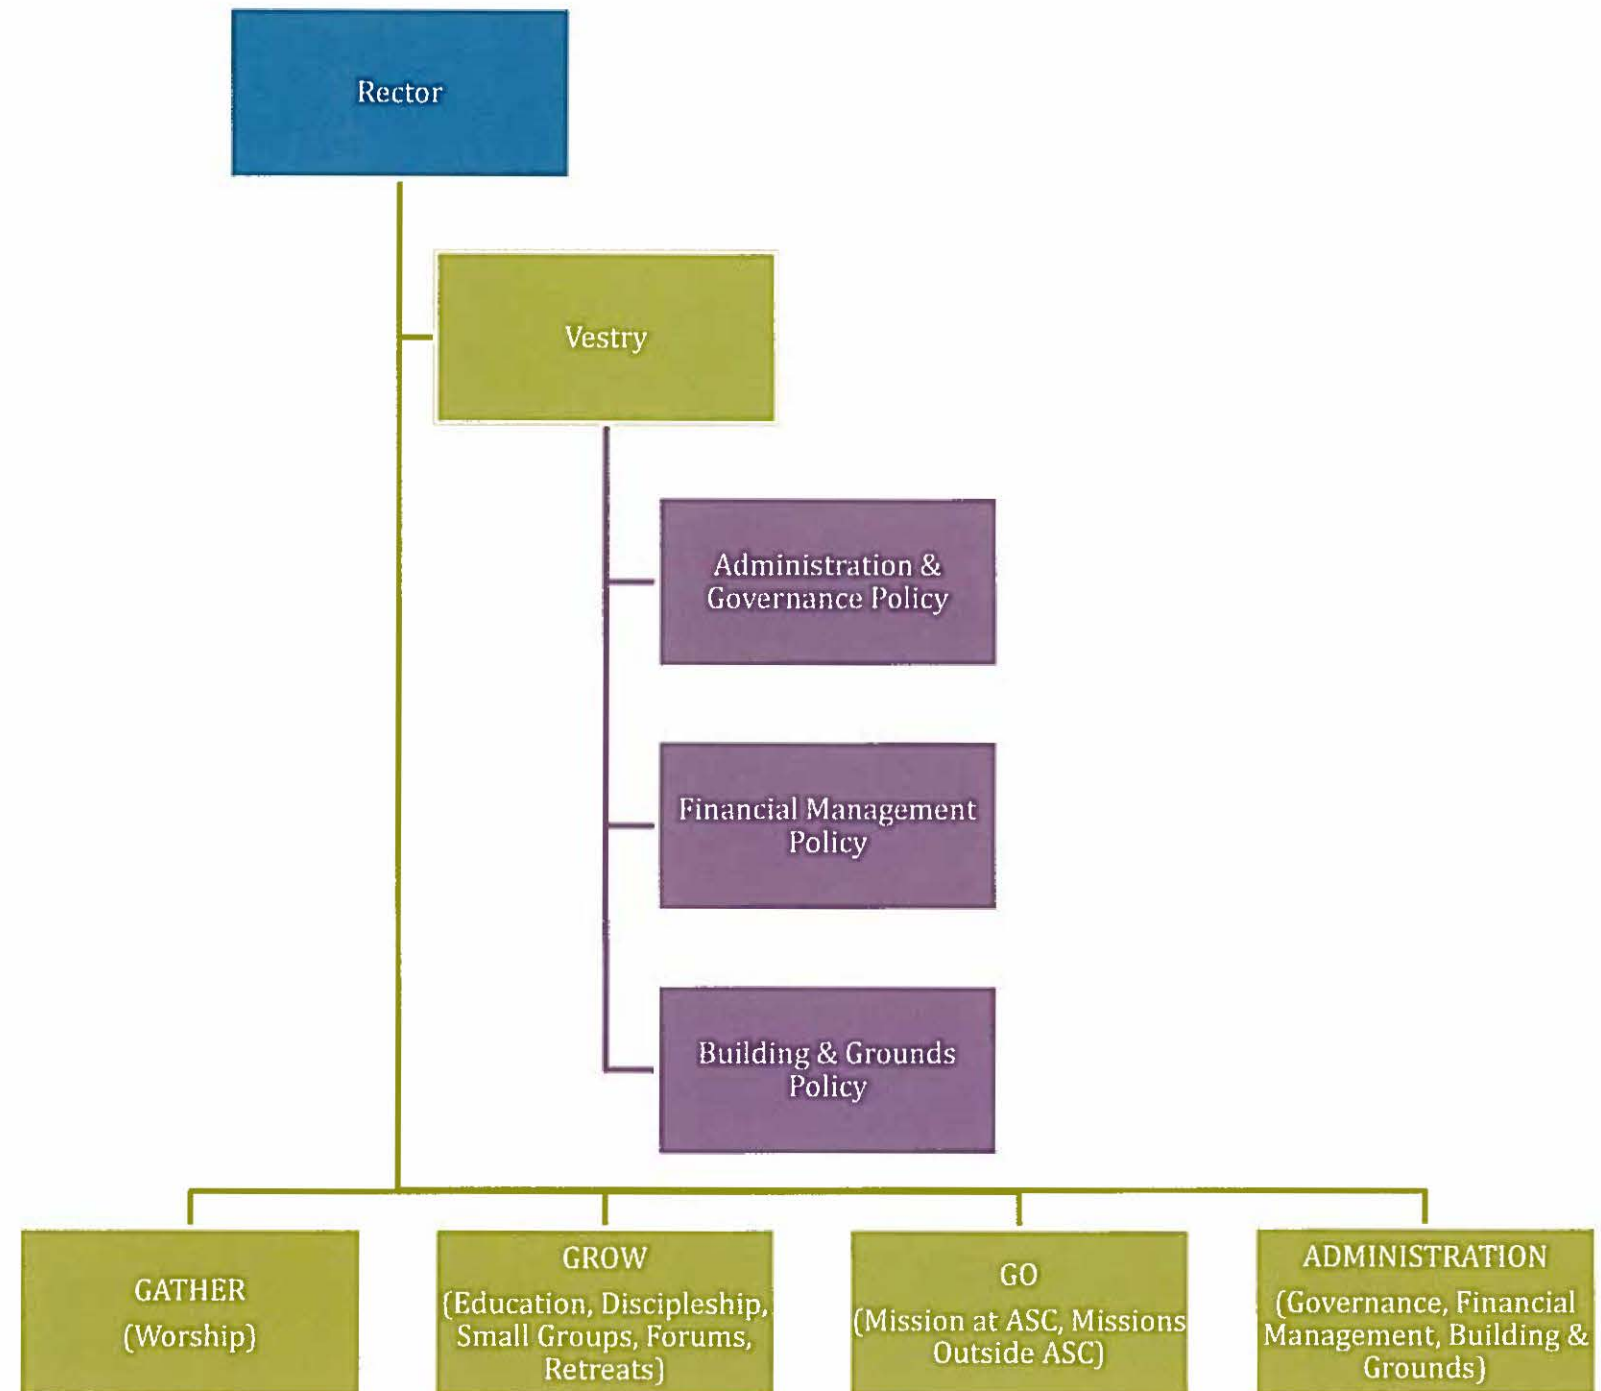 Rector
Vestry
Administration &
Governance Policy
Financial Management
Policy
Building & Grounds
Policy
GATHER
(Worship)
GROW
(Education, Discipleship,
Small Groups, Forums,
Retreats)
GO
(Mission at ASC, Missions
Outside ASC)
ADMINISTRATION
(Governance, Financial
Management, Building &
Grounds)